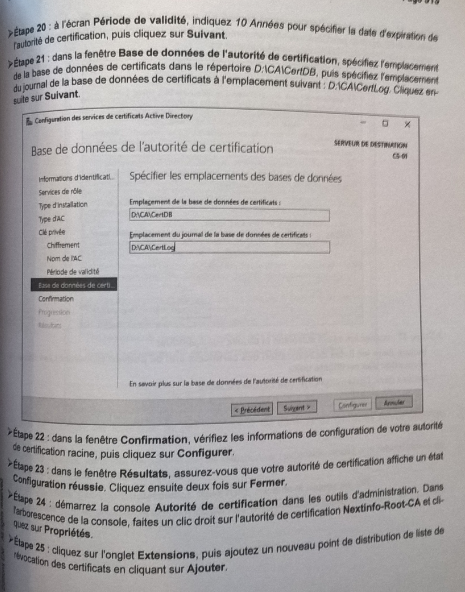 ➢Étape 20 : à l'écran Période de validité, indiquez 10 Années pour spécifier la date d'expiration de
l'autorité de certification, puis cliquez sur Suivant.
➢Étape 21 : dans la fenêtre Base de données de l'autorité de certification, spécifiez l'emplacement
de la base de données de certificats dans le répertoire D:\CA\CertDB, puis spécifiez l'emplacement
du journal de la base de données de certificats à l'emplacement suivant : D:\CA\CertLog. Cliquez en-
suite sur Suivant.
Configuration des services de certificats Active Directory
Base de données de l'autorité de certification
SERVEUR DE DESTINATION
Informations d'identificati...
Services de rôle
Type d'installation
Type d'AC
Clé privée
Chiffrement
Nom de l'AC
Période de validité
Base de données de certi...
Confirmation
Progression
Résultats
Spécifier les emplacements des bases de données
Emplacement de la base de données de certificats :
D:\CA\CertDB
Emplacement du journal de la base de données de certificats :
D:\CA\CertLog
En savoir plus sur la base de données de l'autorité de certification
< Précédent
Suivant >
Configurer
Annuler
➢Étape 22 : dans la fenêtre Confirmation, vérifiez les informations de configuration de votre autorité
de certification racine, puis cliquez sur Configurer.
➢Étape 23 : dans le fenêtre Résultats, assurez-vous que votre autorité de certification affiche un état
Configuration réussie. Cliquez ensuite deux fois sur Fermer.
➢Étape 24 : démarrez la console Autorité de certification dans les outils d'administration. Dans
l'arborescence de la console, faites un clic droit sur l'autorité de certification Nextinfo-Root-CA et cli-
quez sur Propriétés.
➢Étape 25 : cliquez sur l'onglet Extensions, puis ajoutez un nouveau point de distribution de liste de
révocation des certificats en cliquant sur Ajouter.